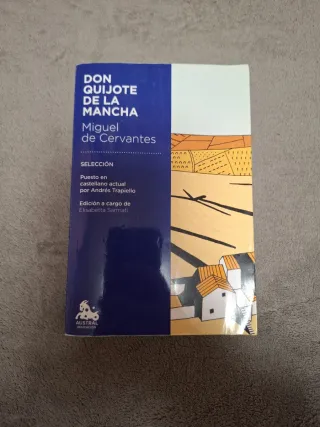 DON
QUIJOTE
DE LA
MANCHA
Miguel
de Cervantes
SELECCIÓN
Puesto en
castellano actual
por Andrés Trapiello
Edición a cargo de
Elisabetta Sarmati
AUSTRAL